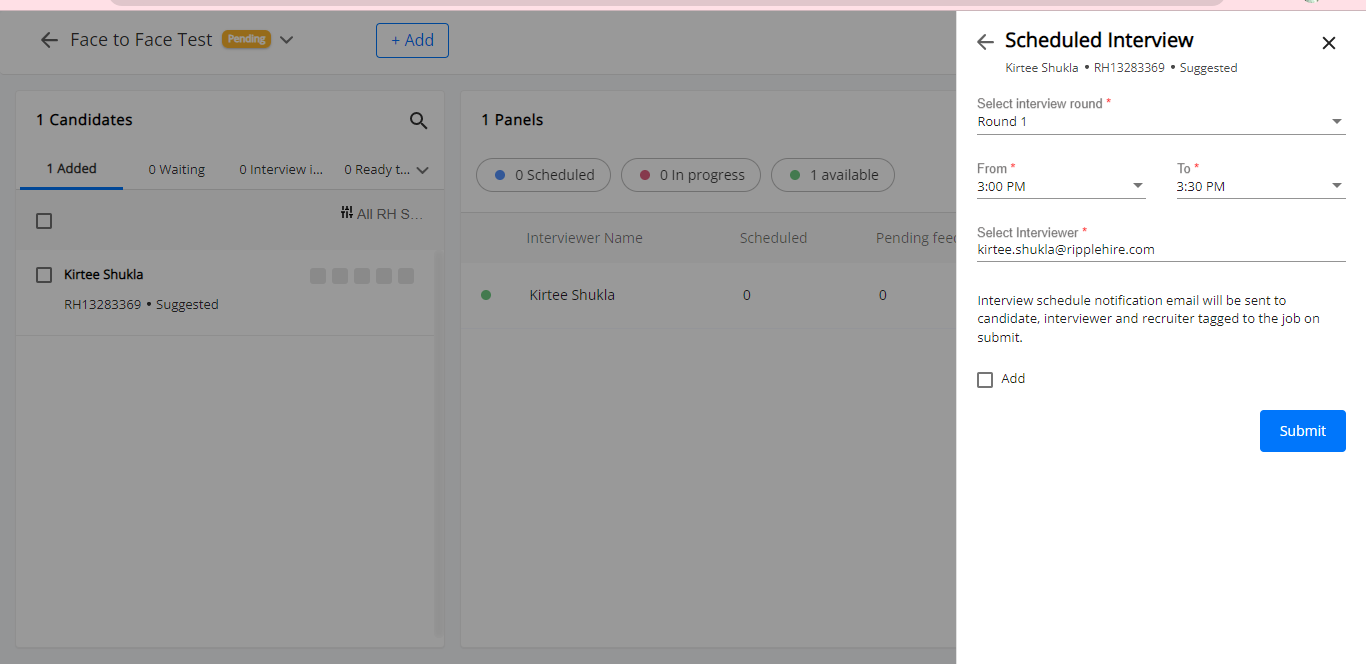 Face to Face Test Pending + Add
1 Candidates
1 Added 0 Waiting 0 Interview i... 0 Ready t...
All RH S...
Kirtee Shukla
RH13283369 • Suggested
1 Panels
0 Scheduled 0 In progress 1 available
Interviewer Name Scheduled Pending fee
Kirtee Shukla 0 0
Scheduled Interview
Kirtee Shukla • RH13283369 • Suggested
Select interview round *
Round 1
From * To *
3:00 PM 3:30 PM
Select Interviewer *
kirtee.shukla@ripplehire.com
Interview schedule notification email will be sent to
candidate, interviewer and recruiter tagged to the job on
submit.
Add
Submit